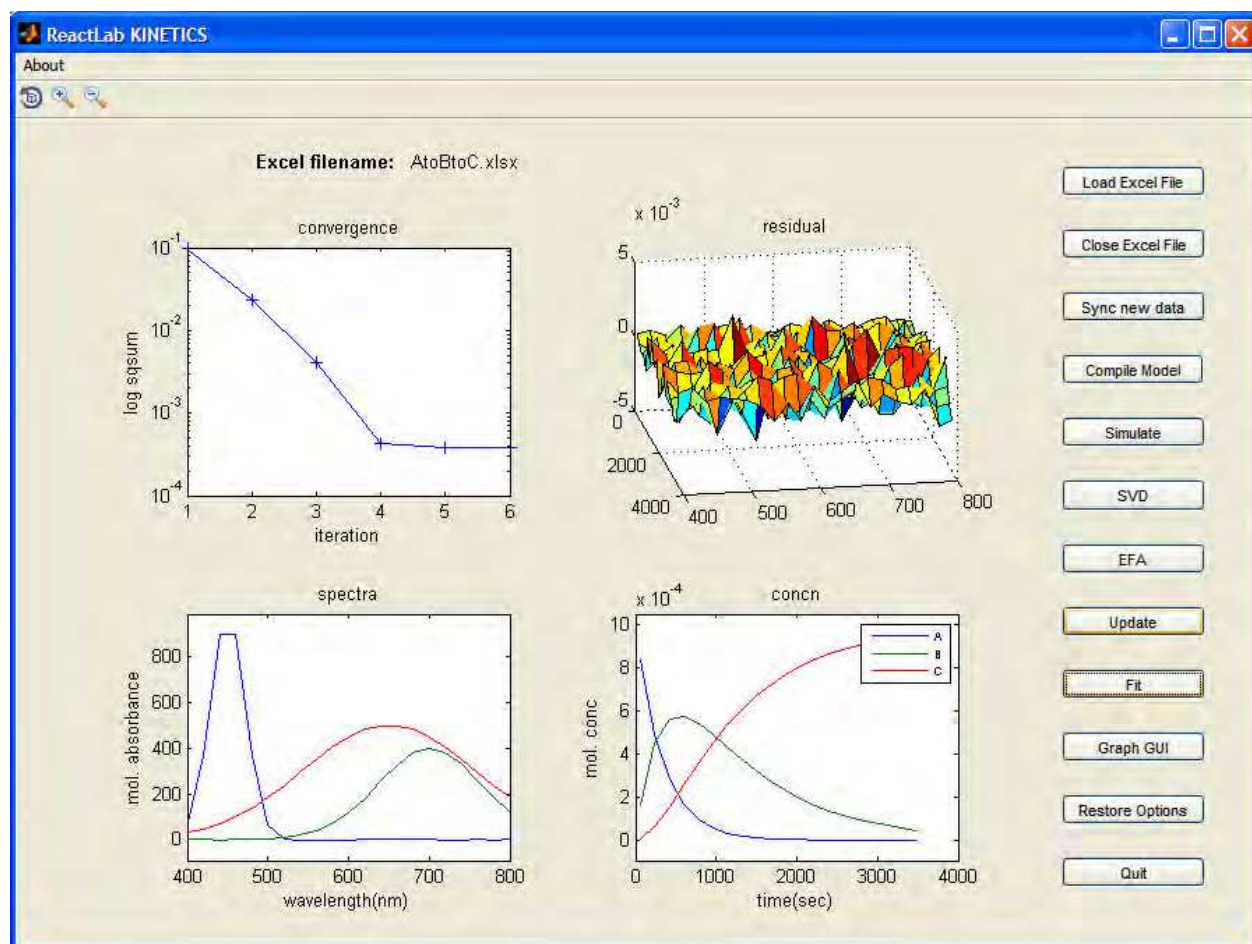 ReactLab KINETICS
About
Excel filename: AtoBtoC.xlsx
convergence
10^-1
10^-2
10^-3
10^-4
log sqsum
1 2 3 4 5 6
iteration
x 10^-3
residual
5
0
-5
0
2000
4000
400 500 600 700 800
spectra
800
600
400
200
0
mol. absorbance
400 500 600 700 800
wavelength(nm)
x 10^-4
concn
10
8
6
4
2
0
mol. conc
A
B
C
0 1000 2000 3000 4000
time(sec)
Load Excel File
Close Excel File
Sync new data
Compile Model
Simulate
SVD
EFA
Update
Fit
Graph GUI
Restore Options
Quit